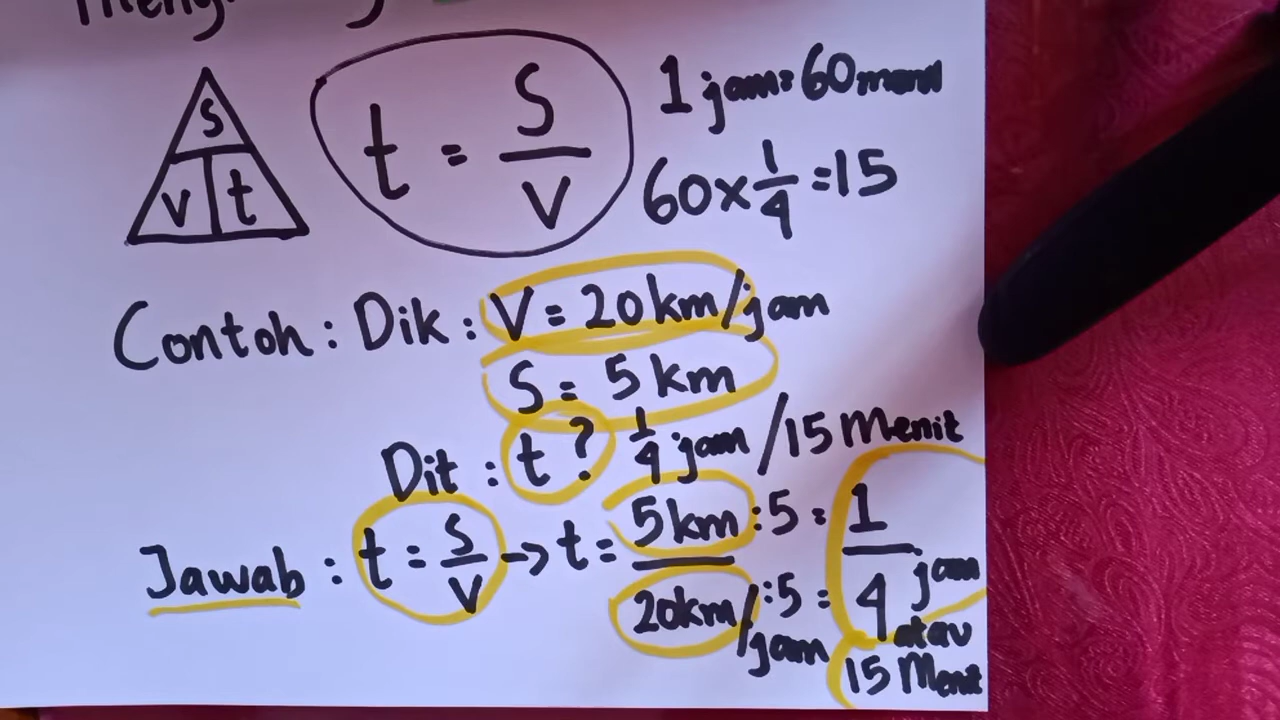 S
V t
t = S/V
1 jam = 60 menit
60 x 1/4 = 15
Contoh : Dik : V = 20 km/jam
S = 5 km
Dit : t ? 1/4 jam / 15 Menit
Jawab : t = S/V -> t = 5 km : 5 = 1
20 km/jam : 5 = 4 jam
atau
15 Menit